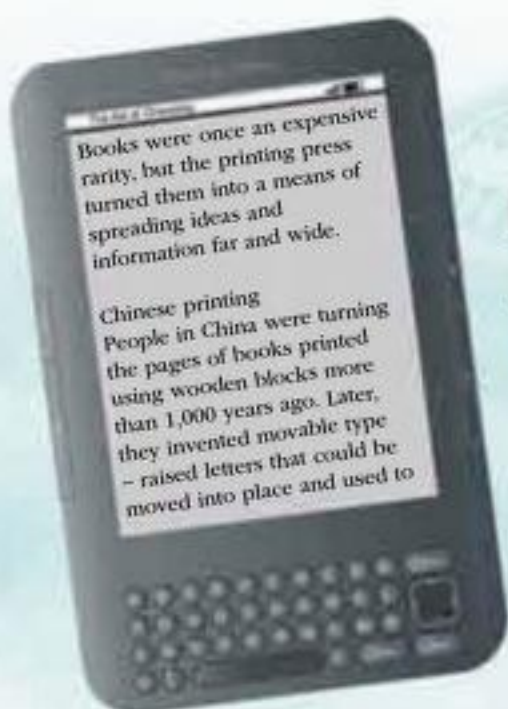 Books were once an expensive
rarity, but the printing press
turned them into a means of
spreading ideas and
information far and wide.
Chinese printing
People in China were turning
the pages of books printed
using wooden blocks more
than 1,000 years ago. Later,
they invented movable type
– raised letters that could be
moved into place and used to